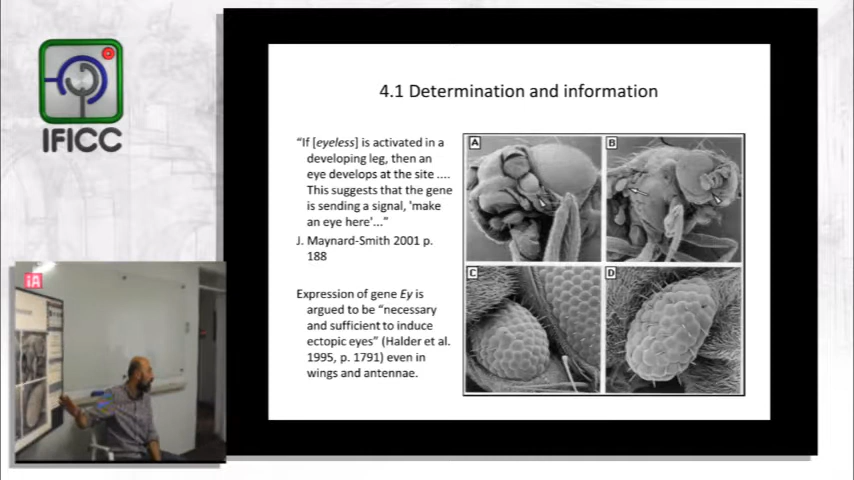 IFICC
iA
4.1 Determination and information
“If [eyeless] is activated in a
developing leg, then an
eye develops at the site ....
This suggests that the gene
is sending a signal, 'make
an eye here'...”
J. Maynard-Smith 2001 p.
188
Expression of gene Ey is
argued to be “necessary
and sufficient to induce
ectopic eyes” (Halder et al.
1995, p. 1791) even in
wings and antennae.
A
B
C
D